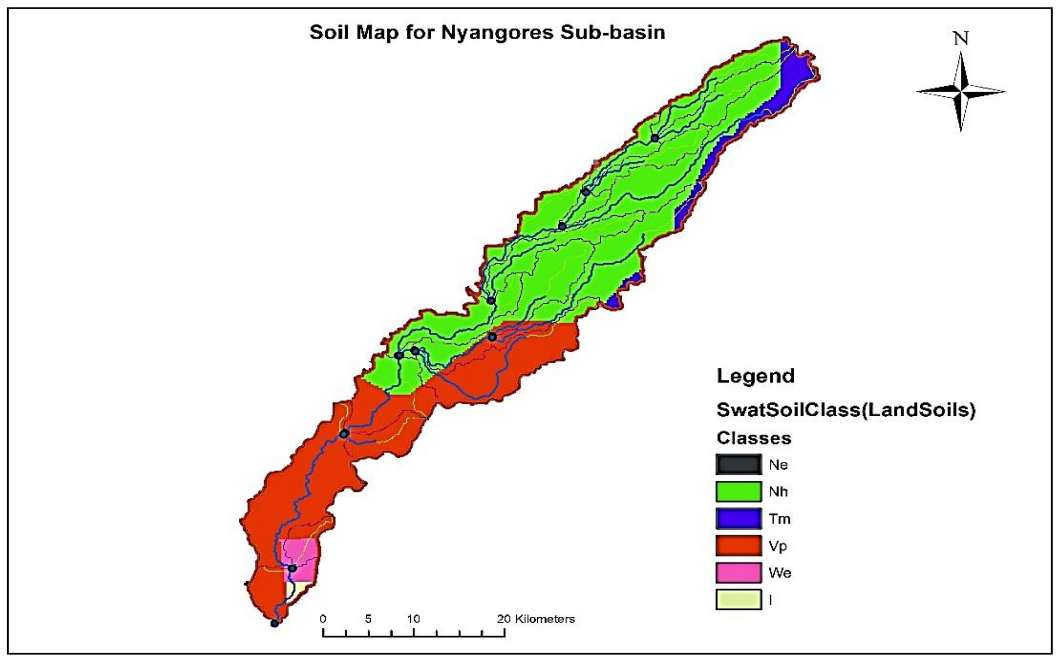 Soil Map for Nyangores Sub-basin
N
Legend
SwatSoilClass(LandSoils)
Classes
Ne
Nh
Tm
Vp
We
I
0 5 10 20 Kilometers